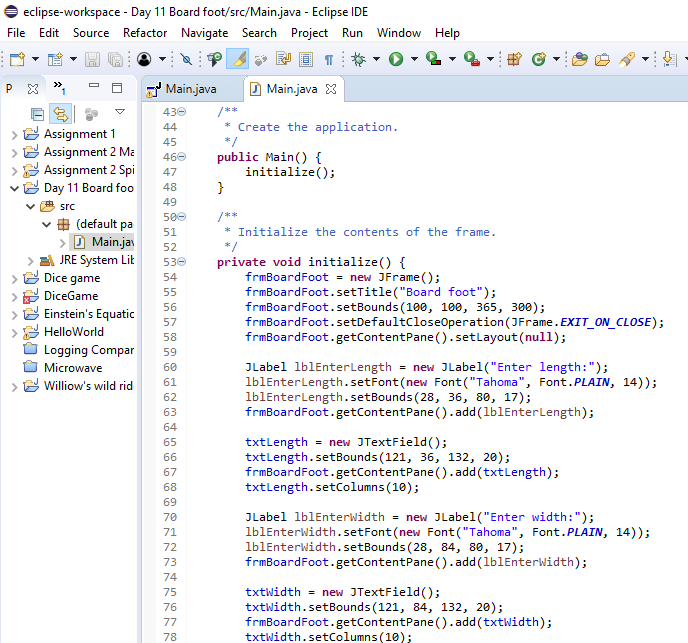 eclipse-workspace - Day 11 Board foot/src/Main.java - Eclipse IDE
File Edit Source Refactor Navigate Search Project Run Window Help
P »1
Main.java Main.java
Assignment 1
Assignment 2 Ma
Assignment 2 Spi
Day 11 Board foo
src
(default pa
Main.jav
JRE System Lib
Dice game
DiceGame
Einstein's Equatic
HelloWorld
Logging Compar
Microwave
Williow's wild rid
43 /**
44 * Create the application.
45 */
46 public Main() {
47 initialize();
48 }
49
50 /**
51 * Initialize the contents of the frame.
52 */
53 private void initialize() {
54 frmBoardFoot = new JFrame();
55 frmBoardFoot.setTitle("Board foot");
56 frmBoardFoot.setBounds(100, 100, 365, 300);
57 frmBoardFoot.setDefaultCloseOperation(JFrame.EXIT_ON_CLOSE);
58 frmBoardFoot.getContentPane().setLayout(null);
59
60 JLabel lblEnterLength = new JLabel("Enter length:");
61 lblEnterLength.setFont(new Font("Tahoma", Font.PLAIN, 14));
62 lblEnterLength.setBounds(28, 36, 80, 17);
63 frmBoardFoot.getContentPane().add(lblEnterLength);
64
65 txtLength = new JTextField();
66 txtLength.setBounds(121, 36, 132, 20);
67 frmBoardFoot.getContentPane().add(txtLength);
68 txtLength.setColumns(10);
69
70 JLabel lblEnterWidth = new JLabel("Enter width:");
71 lblEnterWidth.setFont(new Font("Tahoma", Font.PLAIN, 14));
72 lblEnterWidth.setBounds(28, 84, 80, 17);
73 frmBoardFoot.getContentPane().add(lblEnterWidth);
74
75 txtWidth = new JTextField();
76 txtWidth.setBounds(121, 84, 132, 20);
77 frmBoardFoot.getContentPane().add(txtWidth);
78 txtWidth.setColumns(10);